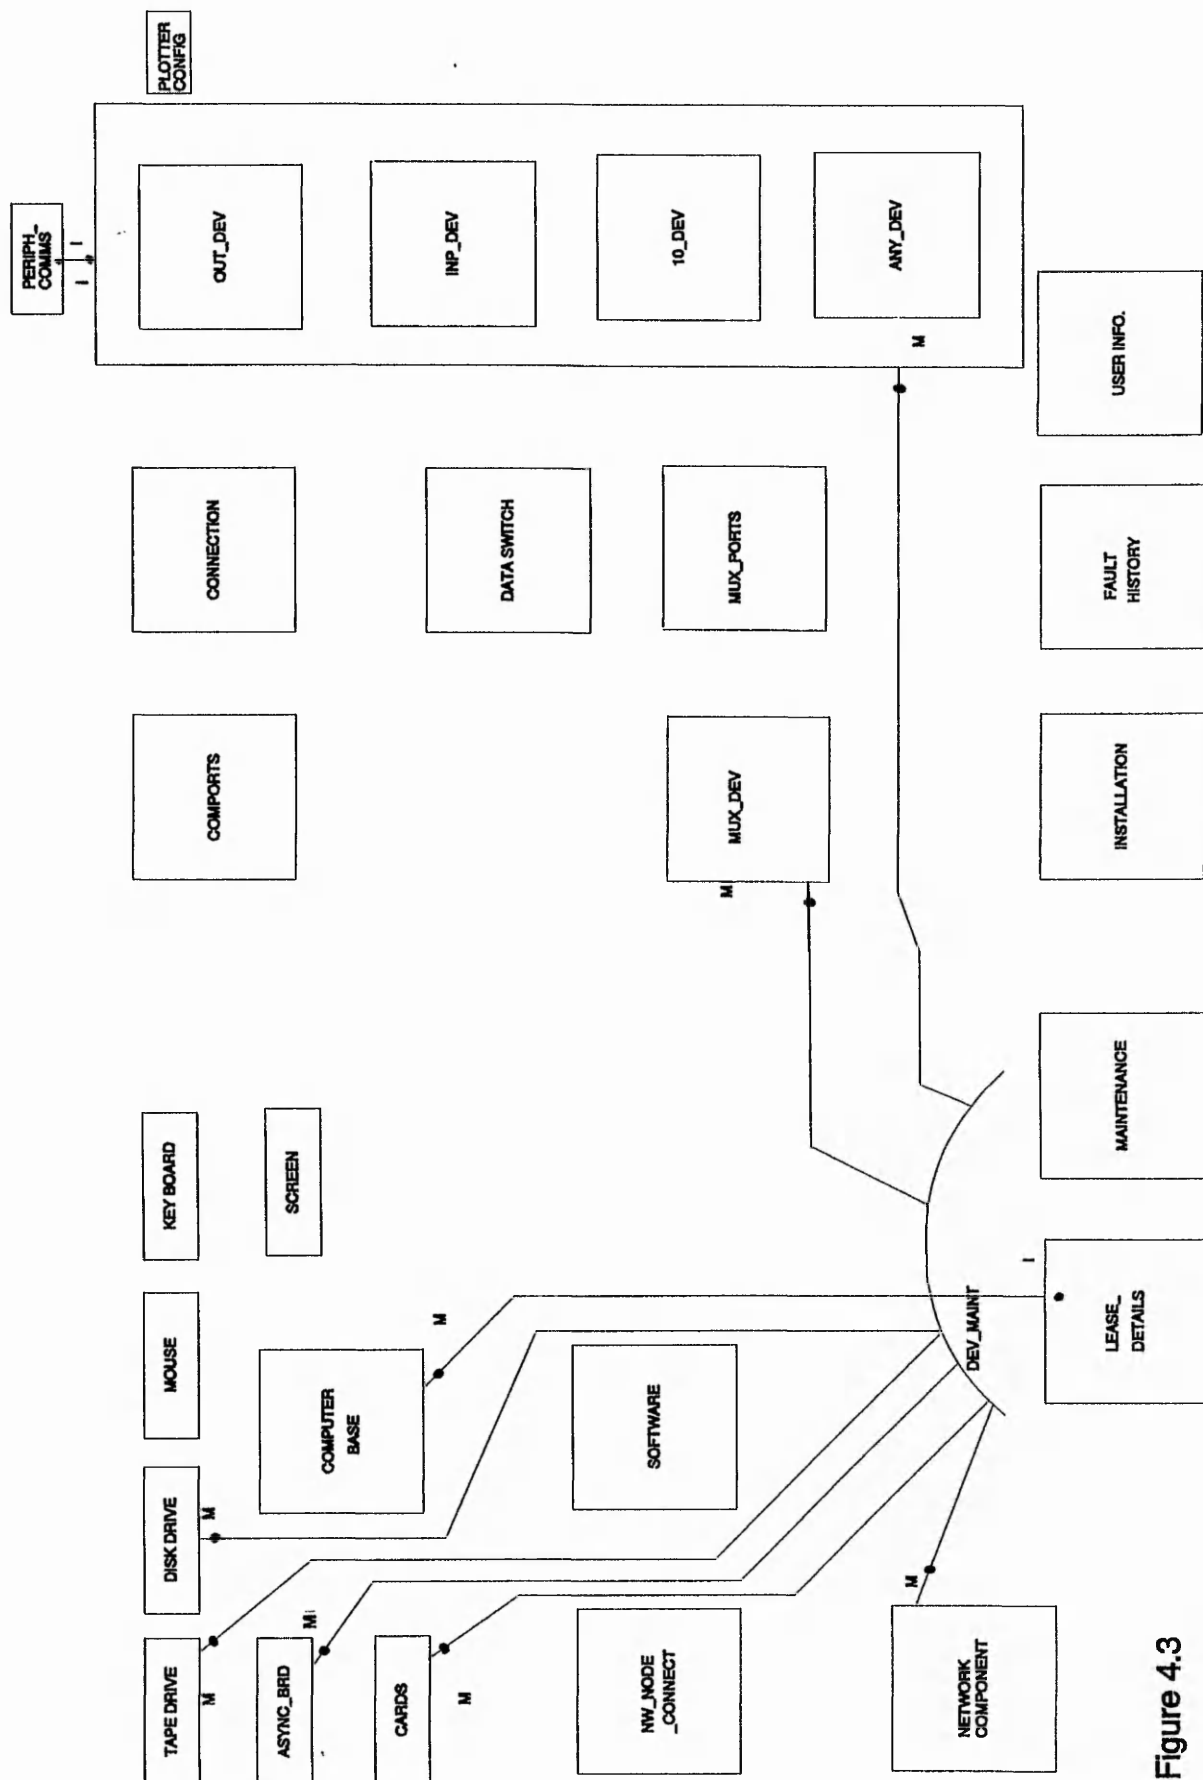 TAPE DRIVE
M
DISK DRIVE
M
MOUSE
KEY BOARD
ASYNC_BRD
M
COMPUTER
BASE
M
SCREEN
CARDS
M
NW_NODE
_CONNECT
SOFTWARE
NETWORK
COMPONENT
M
DEV_MAINT
LEASE_
DETAILS
I
MAINTENANCE
INSTALLATION
FAULT
HISTORY
USER INFO.
COMPORTS
CONNECTION
DATA SWITCH
MUX_DEV
M
MUX_PORTS
PERIPH_
COMMS
I
I
PLOTTER
CONFIG
OUT_DEV
INP_DEV
10_DEV
ANY_DEV
M
Figure 4.3